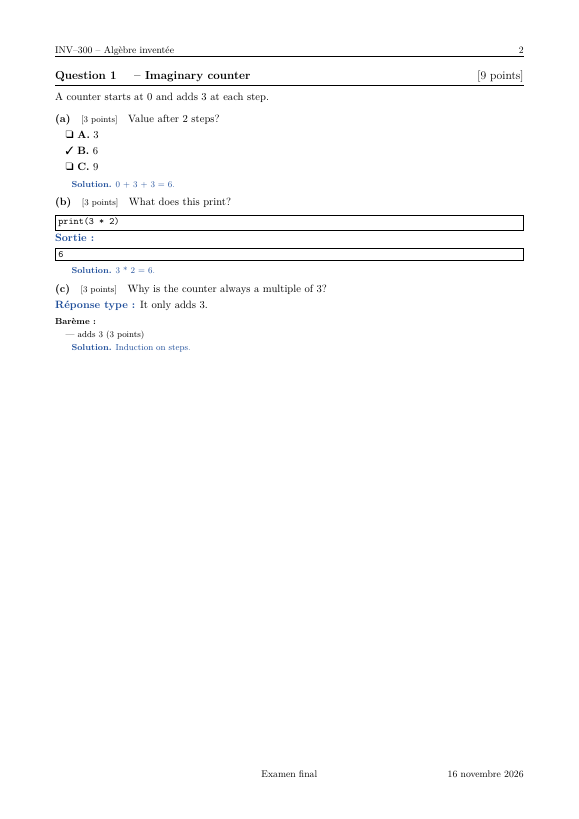 INV–300 – Algèbre inventée 2
Question 1 – Imaginary counter [9 points]
A counter starts at 0 and adds 3 at each step.
(a) [3 points] Value after 2 steps?
❏ A. 3
✓ B. 6
❏ C. 9
Solution. 0 + 3 + 3 = 6.
(b) [3 points] What does this print?
print(3 * 2)
Sortie :
6
Solution. 3 * 2 = 6.
(c) [3 points] Why is the counter always a multiple of 3?
Réponse type : It only adds 3.
Barème :
— adds 3 (3 points)
Solution. Induction on steps.
Examen final 16 novembre 2026